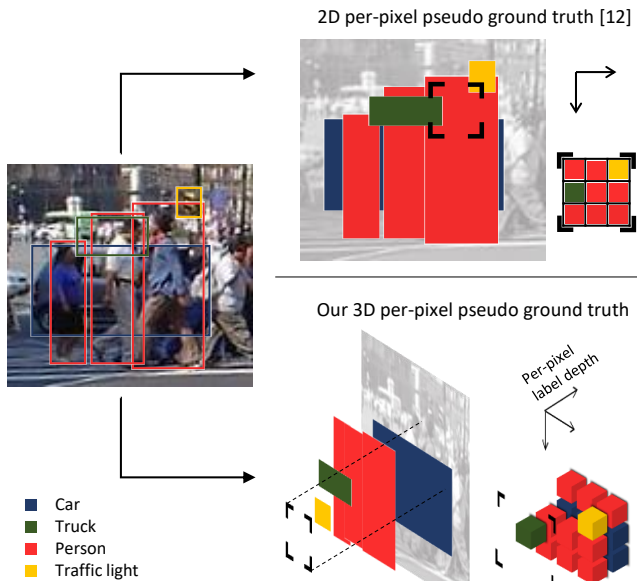 2D per-pixel pseudo ground truth [12]
Our 3D per-pixel pseudo ground truth
Per-pixel
label depth
Car
Truck
Person
Traffic light